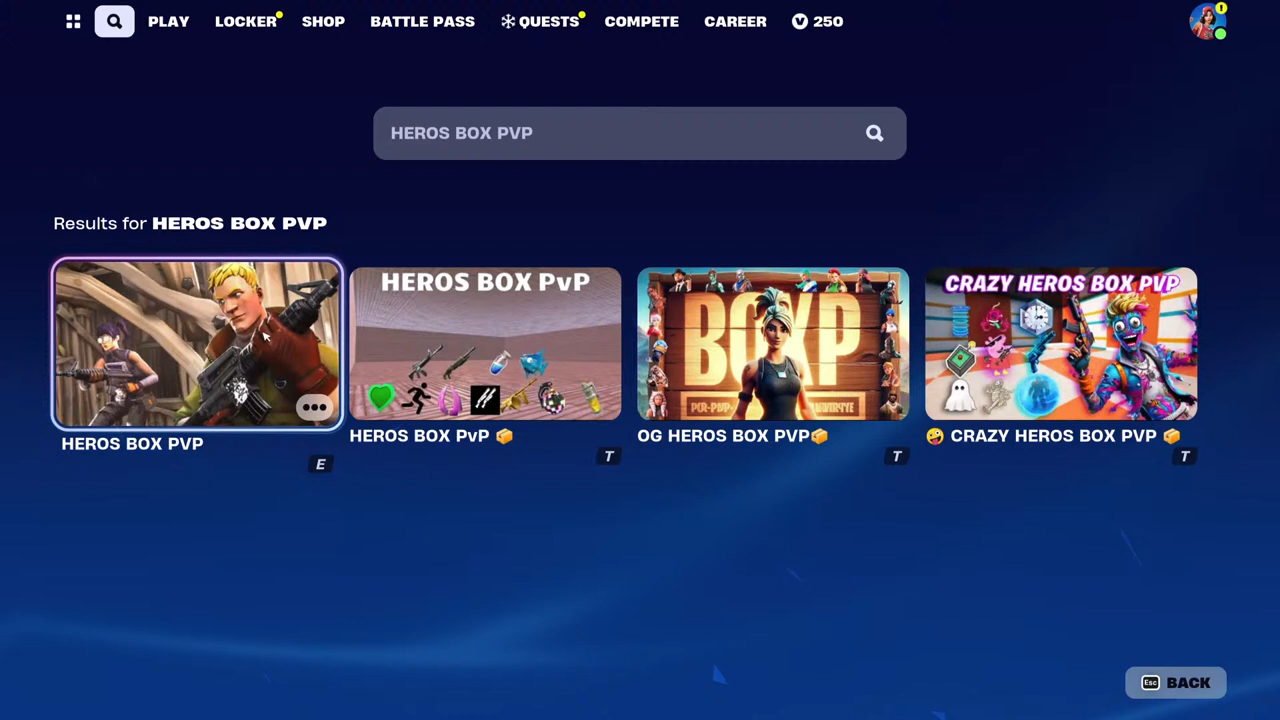 PLAY LOCKER SHOP BATTLE PASS QUESTS COMPETE CAREER V 250 !
HEROS BOX PVP
Results for HEROS BOX PVP
HEROS BOX PvP
BOXP
CRAZY HEROS BOX PVP
HEROS BOX PVP
HEROS BOX PvP 📦
OG HEROS BOX PVP📦
🤪 CRAZY HEROS BOX PVP 📦
E
T
T
T
Esc BACK